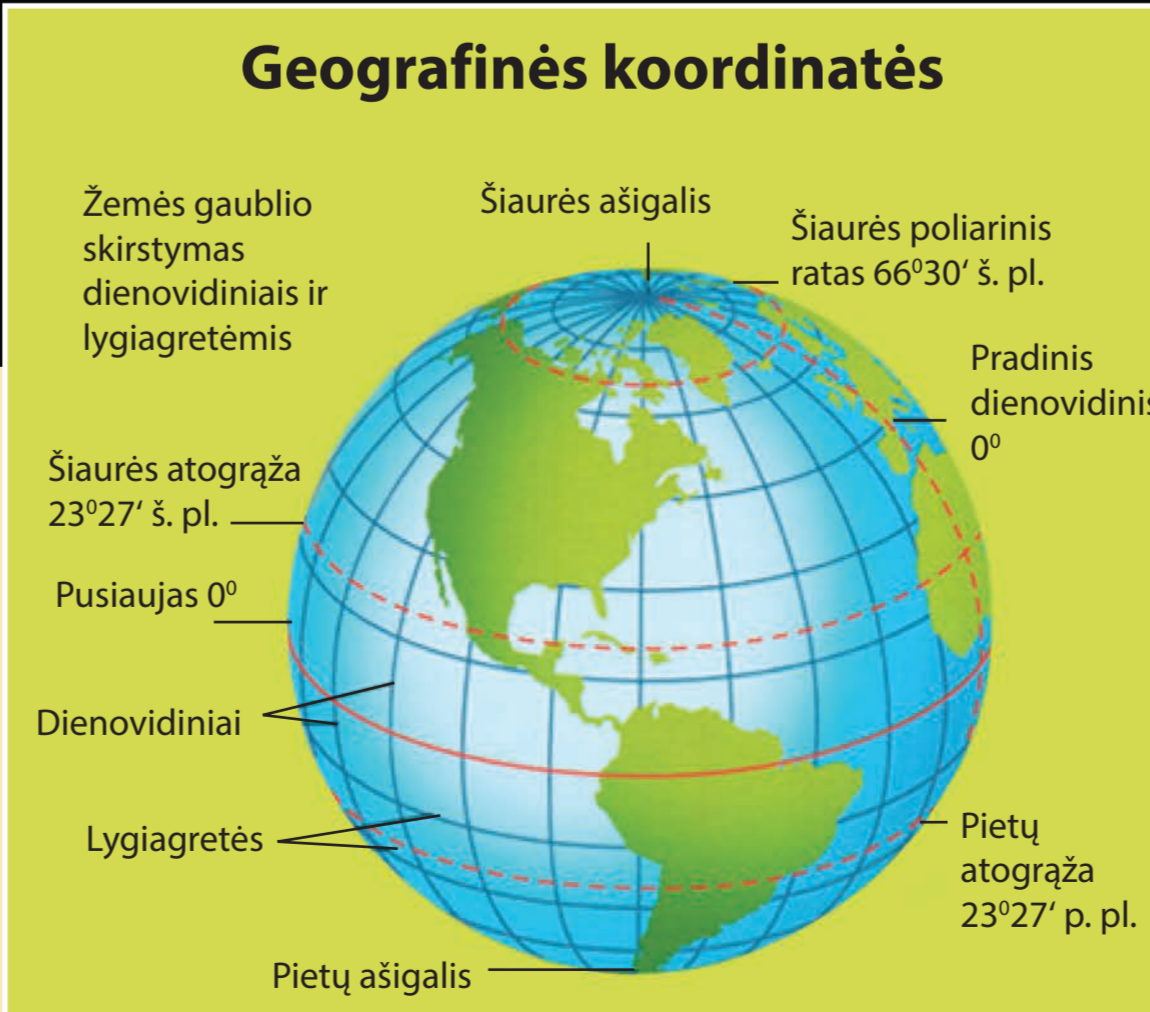 Geografinės koordinatės
Žemės gaublio
skirstymas
dienovidiniais ir
lygiagretėmis
Šiaurės ašigalis
Šiaurės poliarinis
ratas 66⁰30‘ š. pl.
Pradinis
dienovidinis
0⁰
Šiaurės atogrąža
23⁰27‘ š. pl.
Pusiaujas 0⁰
Dienovidiniai
Lygiagretės
Pietų
atogrąža
23⁰27‘ p. pl.
Pietų ašigalis